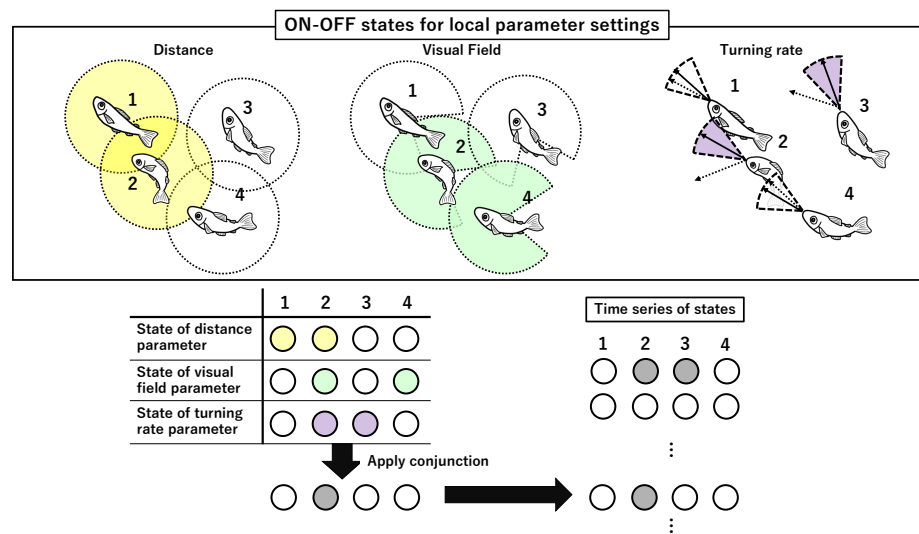 ON-OFF states for local parameter settings
Distance
Visual Field
Turning rate
1
2
3
4
1
2
3
4
1
2
3
4
1 2 3 4
State of distance
parameter
State of visual
field parameter
State of turning
rate parameter
Apply conjunction
Time series of states
1 2 3 4
⋮
⋮